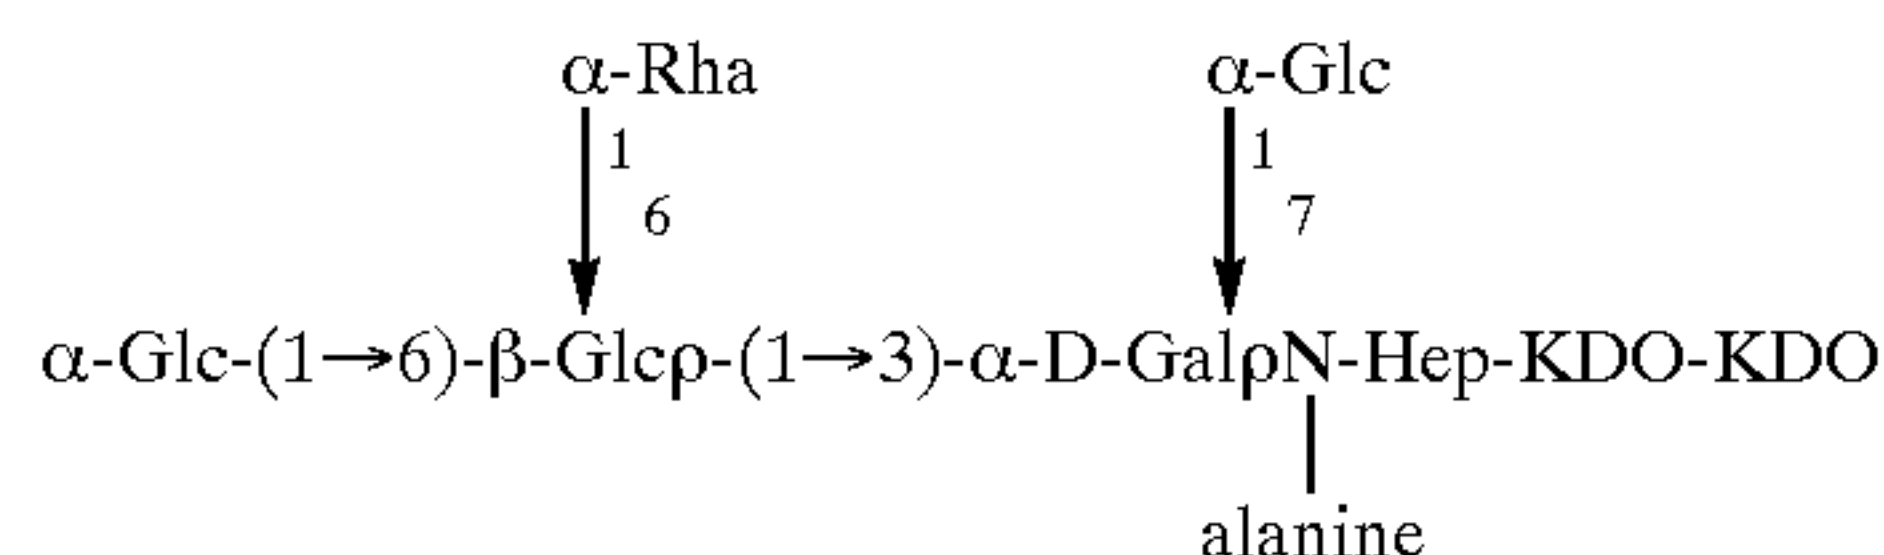 α-Rha α-Glc
1 1
6 7
α-Glc-(1→6)-β-Glcρ-(1→3)-α-D-GalρN-Hep-KDO-KDO
alanine